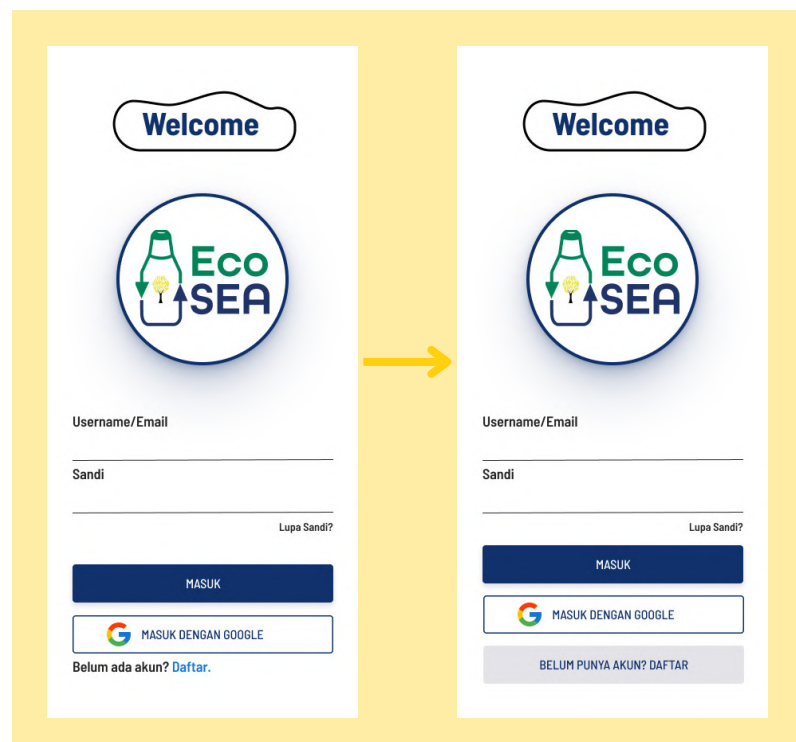 Welcome
Eco
SEA
Username/Email
Sandi
Lupa Sandi?
MASUK
G MASUK DENGAN GOOGLE
Belum ada akun? Daftar.
Welcome
Eco
SEA
Username/Email
Sandi
Lupa Sandi?
MASUK
G MASUK DENGAN GOOGLE
BELUM PUNYA AKUN? DAFTAR